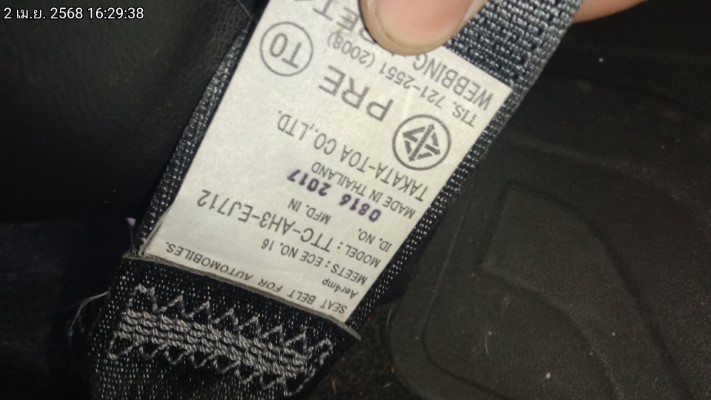 2 เม.ย. 2568 16:29:38
SEAT BELT FOR AUTOMOBILES.
Aer4mp
MEETS : ECE NO. 16
MODEL : TTC-AH3-EJ712
ID. NO. MFD. IN
0816 2017
MADE IN THAILAND
TAKATA-TOA CO.,LTD.
PRE TO
TIS. 721-2551 (2008)
WEBBING